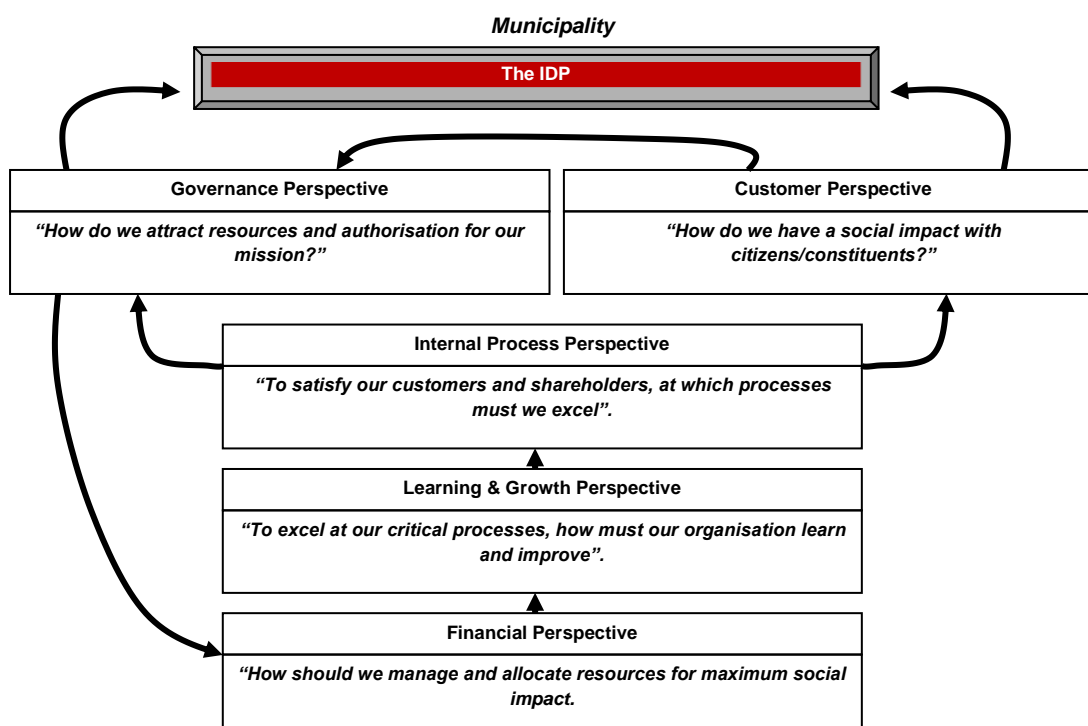 Municipality
The IDP
Governance Perspective
“How do we attract resources and authorisation for our
mission?”
Customer Perspective
“How do we have a social impact with
citizens/constituents?”
Internal Process Perspective
“To satisfy our customers and shareholders, at which processes
must we excel”.
Learning & Growth Perspective
“To excel at our critical processes, how must our organisation learn
and improve”.
Financial Perspective
“How should we manage and allocate resources for maximum social
impact.